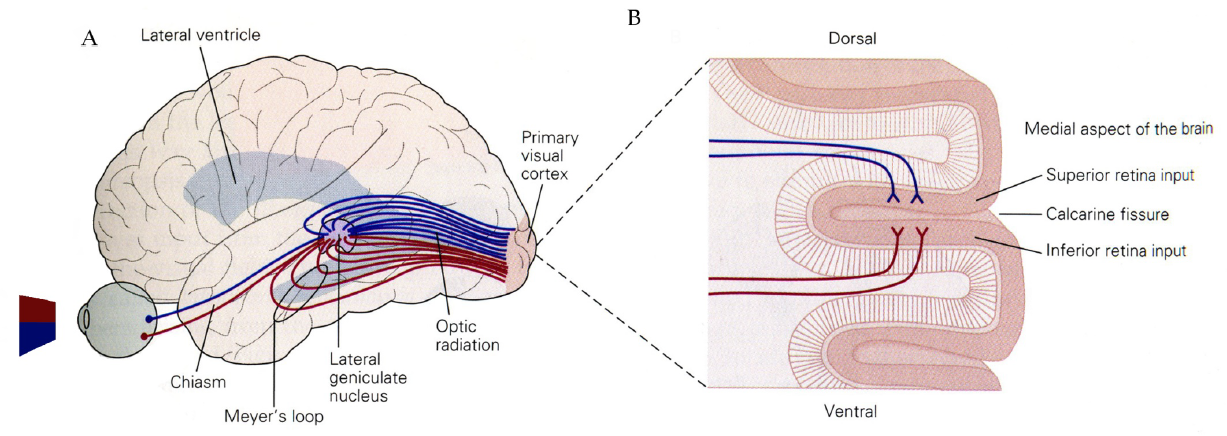 A
Lateral ventricle
Primary
visual
cortex
Optic
radiation
Lateral
geniculate
nucleus
Chiasm
Meyer's loop
B
Dorsal
Medial aspect of the brain
Superior retina input
Calcarine fissure
Inferior retina input
Ventral